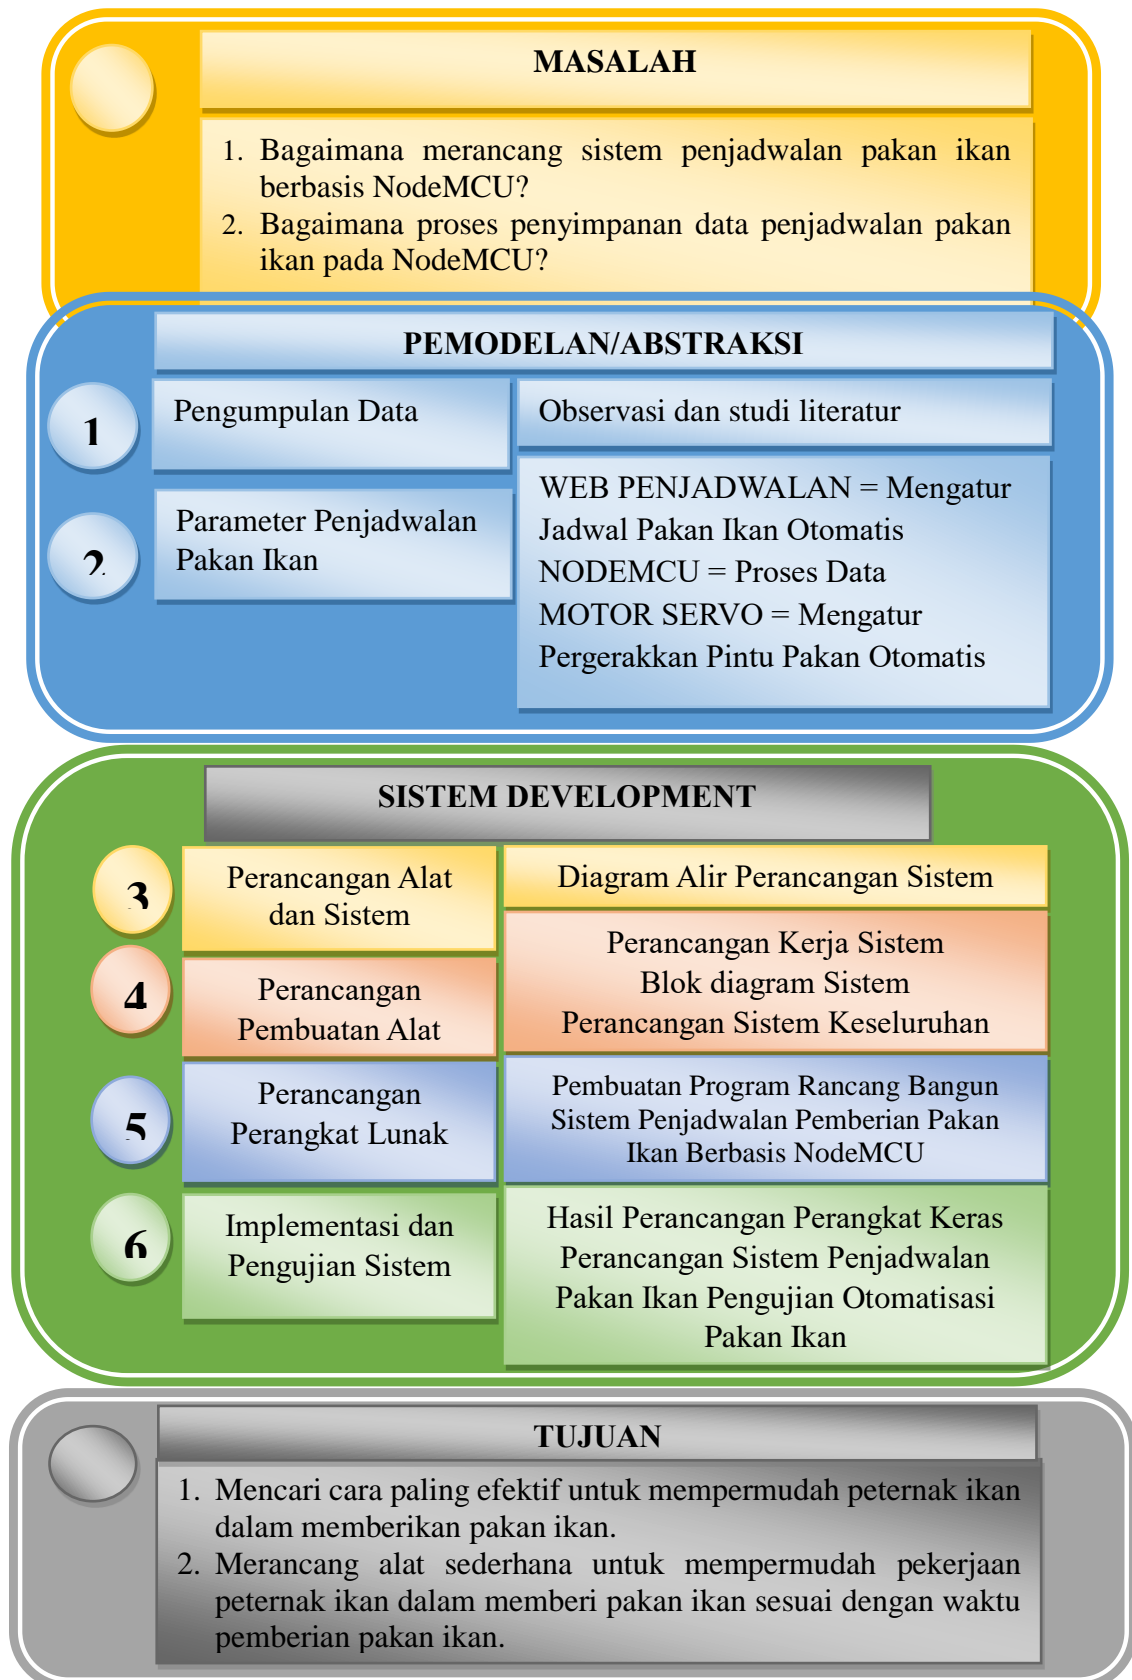 MASALAH
1. Bagaimana merancang sistem penjadwalan pakan ikan
berbasis NodeMCU?
2. Bagaimana proses penyimpanan data penjadwalan pakan
ikan pada NodeMCU?
PEMODELAN/ABSTRAKSI
1
Pengumpulan Data
Observasi dan studi literatur
2
Parameter Penjadwalan
Pakan Ikan
WEB PENJADWALAN = Mengatur
Jadwal Pakan Ikan Otomatis
NODEMCU = Proses Data
MOTOR SERVO = Mengatur
Pergerakkan Pintu Pakan Otomatis
SISTEM DEVELOPMENT
3
Perancangan Alat
dan Sistem
Diagram Alir Perancangan Sistem
4
Perancangan
Pembuatan Alat
Perancangan Kerja Sistem
Blok diagram Sistem
Perancangan Sistem Keseluruhan
5
Perancangan
Perangkat Lunak
Pembuatan Program Rancang Bangun
Sistem Penjadwalan Pemberian Pakan
Ikan Berbasis NodeMCU
6
Implementasi dan
Pengujian Sistem
Hasil Perancangan Perangkat Keras
Perancangan Sistem Penjadwalan
Pakan Ikan Pengujian Otomatisasi
Pakan Ikan
TUJUAN
1. Mencari cara paling efektif untuk mempermudah peternak ikan
dalam memberikan pakan ikan.
2. Merancang alat sederhana untuk mempermudah pekerjaan
peternak ikan dalam memberi pakan ikan sesuai dengan waktu
pemberian pakan ikan.